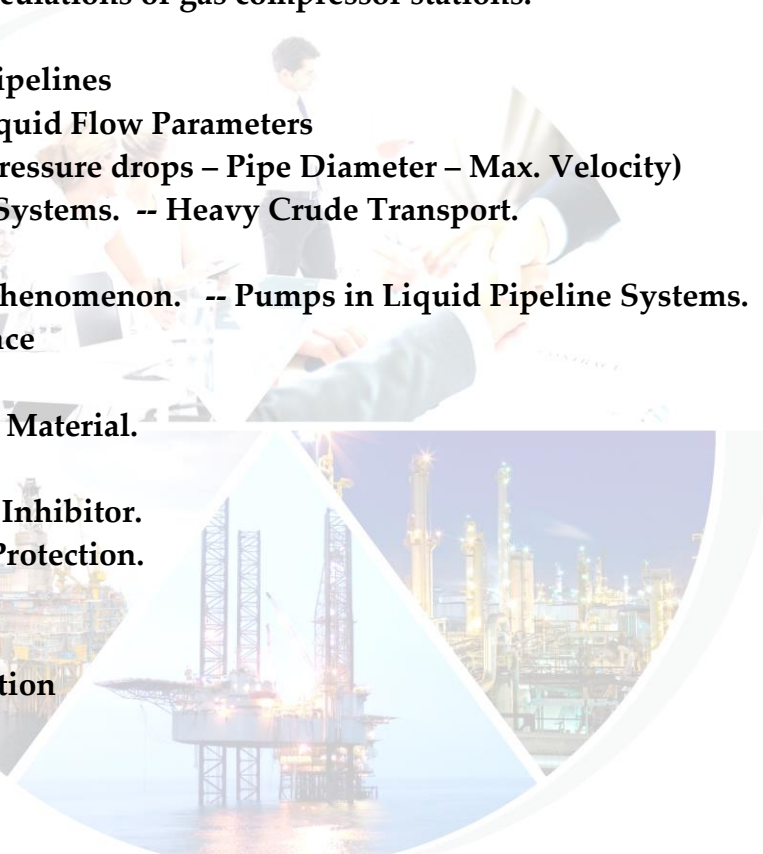 culations of gas compressor stations.
ipelines
quid Flow Parameters
ressure drops – Pipe Diameter – Max. Velocity)
Systems. -- Heavy Crude Transport.
henomenon. -- Pumps in Liquid Pipeline Systems.
nce
Material.
Inhibitor.
Protection.
tion